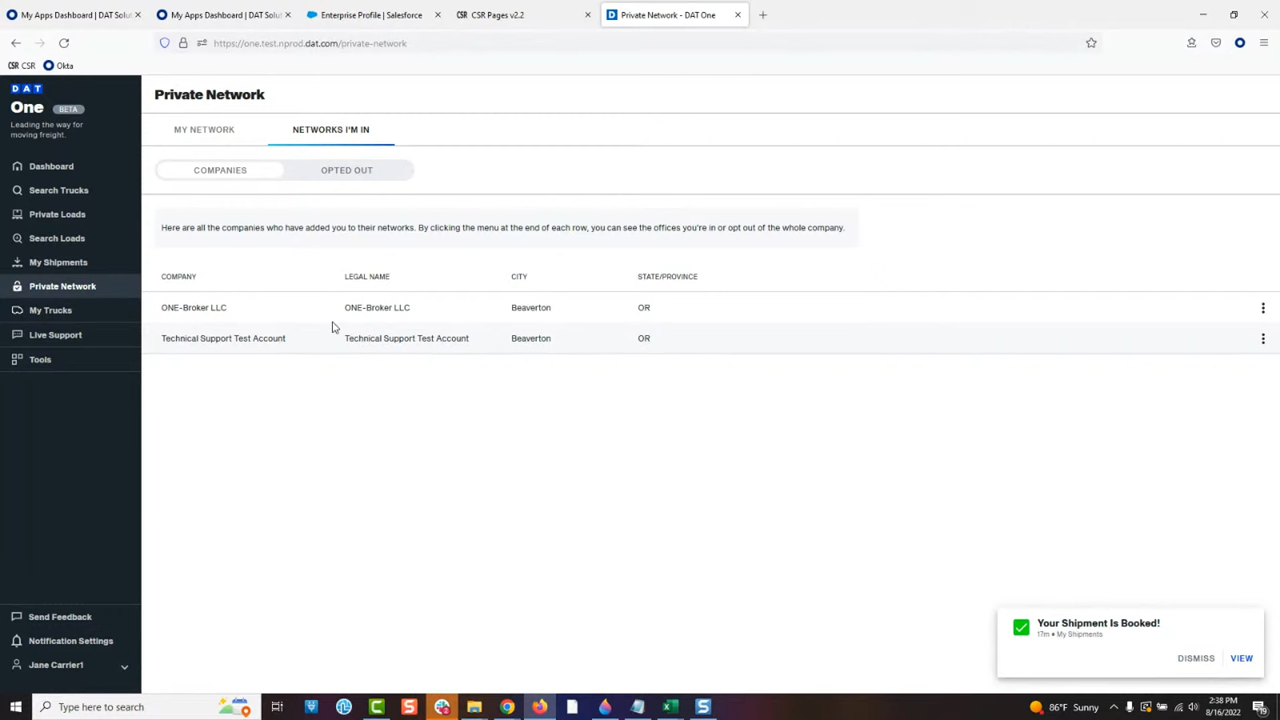 My Apps Dashboard | DAT Solut
My Apps Dashboard | DAT Solut
Enterprise Profile | Salesforce
CSR CSR Pages v2.2
Private Network - DAT One
https://one.test.nprod.dat.com/private-network
CSR CSR
Okta
DAT
One BETA
Leading the way for
moving freight.
Dashboard
Search Trucks
Private Loads
Search Loads
My Shipments
Private Network
My Trucks
Live Support
Tools
Send Feedback
Notification Settings
Jane Carrier1
Private Network
MY NETWORK
NETWORKS I'M IN
COMPANIES
OPTED OUT
Here are all the companies who have added you to their networks. By clicking the menu at the end of each row, you can see the offices you're in or opt out of the whole company.
COMPANY LEGAL NAME CITY STATE/PROVINCE
ONE-Broker LLC ONE-Broker LLC Beaverton OR
Technical Support Test Account Technical Support Test Account Beaverton OR
Your Shipment Is Booked!
17m • My Shipments
DISMISS VIEW
Type here to search
86°F Sunny
2:38 PM
8/16/2022
19